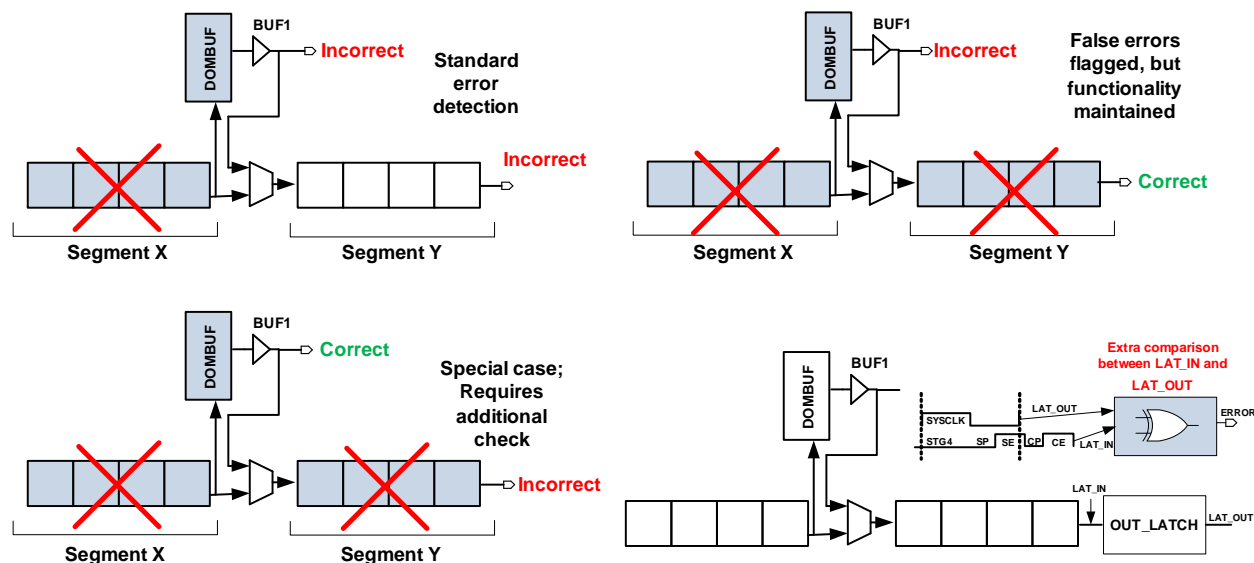 DOMBUF
BUF1
Incorrect
Standard
error
detection
Incorrect
Segment X
Segment Y
DOMBUF
BUF1
Incorrect
False errors
flagged, but
functionality
maintained
Correct
Segment X
Segment Y
DOMBUF
BUF1
Correct
Special case;
Requires
additional
check
Incorrect
Segment X
Segment Y
DOMBUF
BUF1
Extra comparison
between LAT_IN and
LAT_OUT
SYSCLK
LAT_OUT
ERROR
STG4 SP SE CP CE
LAT_IN
LAT_IN
OUT_LATCH
LAT_OUT